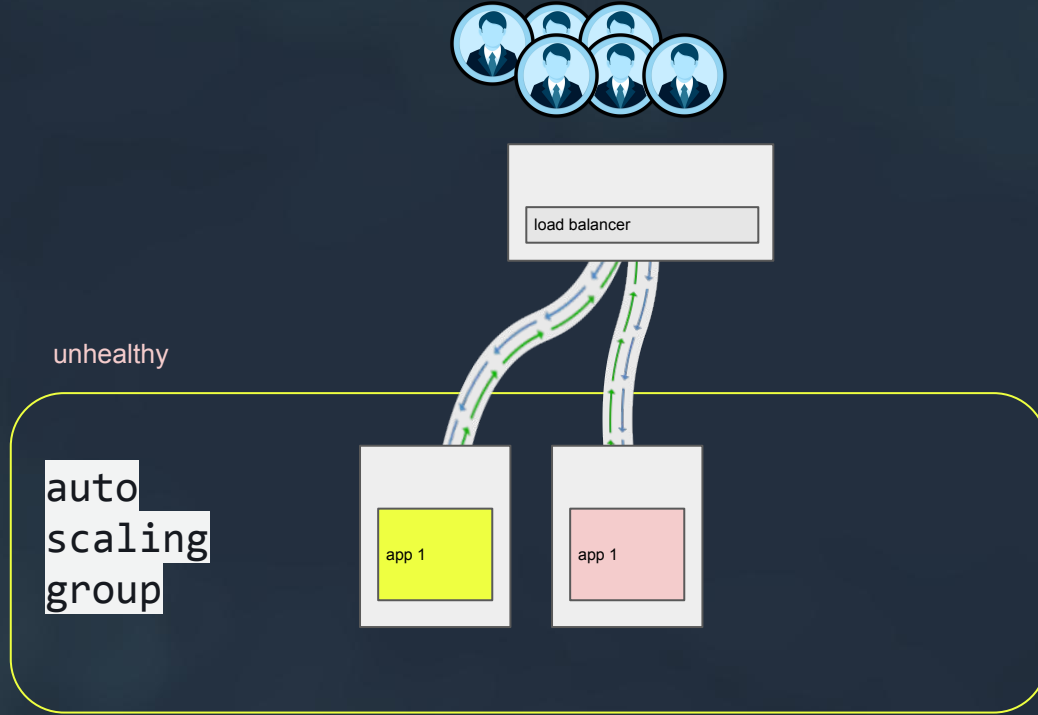 load balancer
unhealthy
auto
scaling
group
app 1
app 1